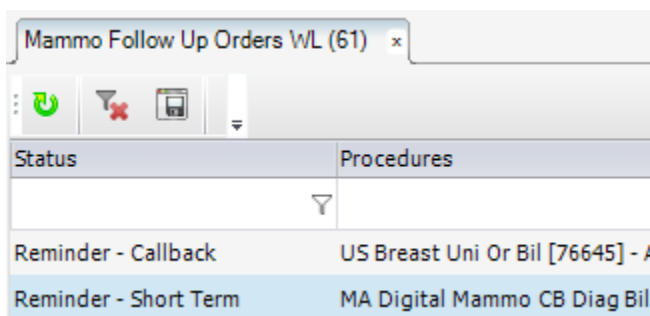 Mammo Follow Up Orders WL (61) x
Status Procedures
Reminder - Callback US Breast Uni Or Bil [76645] -
Reminder - Short Term MA Digital Mammo CB Diag Bil